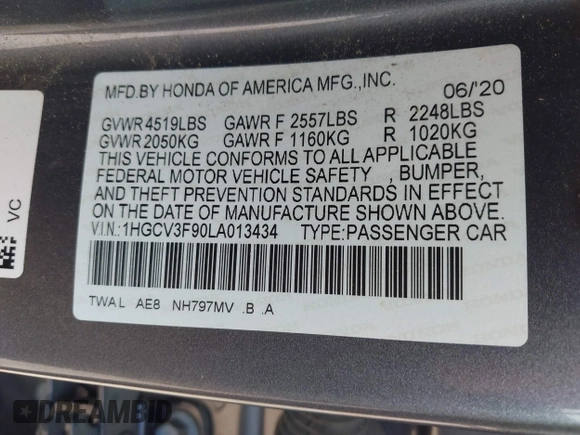 MFD.BY HONDA OF AMERICA MFG.,INC. 06/'20
GVWR 4519LBS GAWR F 2557LBS R 2248LBS
GVWR 2050KG GAWR F 1160KG R 1020KG
THIS VEHICLE CONFORMS TO ALL APPLICABLE
FEDERAL MOTOR VEHICLE SAFETY , BUMPER,
AND THEFT PREVENTION STANDARDS IN EFFECT
ON THE DATE OF MANUFACTURE SHOWN ABOVE.
V.I.N.:1HGCV3F90LA013434 TYPE:PASSENGER CAR
TWA L AE8 NH797MV .B .A
VC
DREAMBID